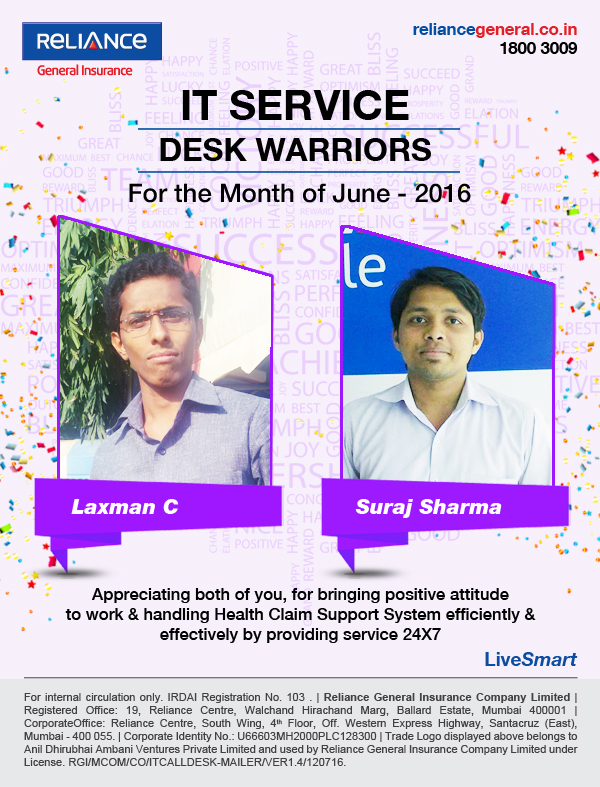 RELIANCE
General Insurance
reliancegeneral.co.in
1800 3009
IT SERVICE
DESK WARRIORS
For the Month of June - 2016
le
Laxman C
Suraj Sharma
Appreciating both of you, for bringing positive attitude
to work & handling Health Claim Support System efficiently &
effectively by providing service 24X7
LiveSmart
For internal circulation only. IRDAI Registration No. 103 . | Reliance General Insurance Company Limited |
Registered Office: 19, Reliance Centre, Walchand Hirachand Marg, Ballard Estate, Mumbai 400001 |
CorporateOffice: Reliance Centre, South Wing, 4th Floor, Off. Western Express Highway, Santacruz (East),
Mumbai - 400 055. | Corporate Identity No.: U66603MH2000PLC128300 | Trade Logo displayed above belongs to
Anil Dhirubhai Ambani Ventures Private Limited and used by Reliance General Insurance Company Limited under
License. RGI/MCOM/CO/ITCALLDESK-MAILER/VER1.4/120716.